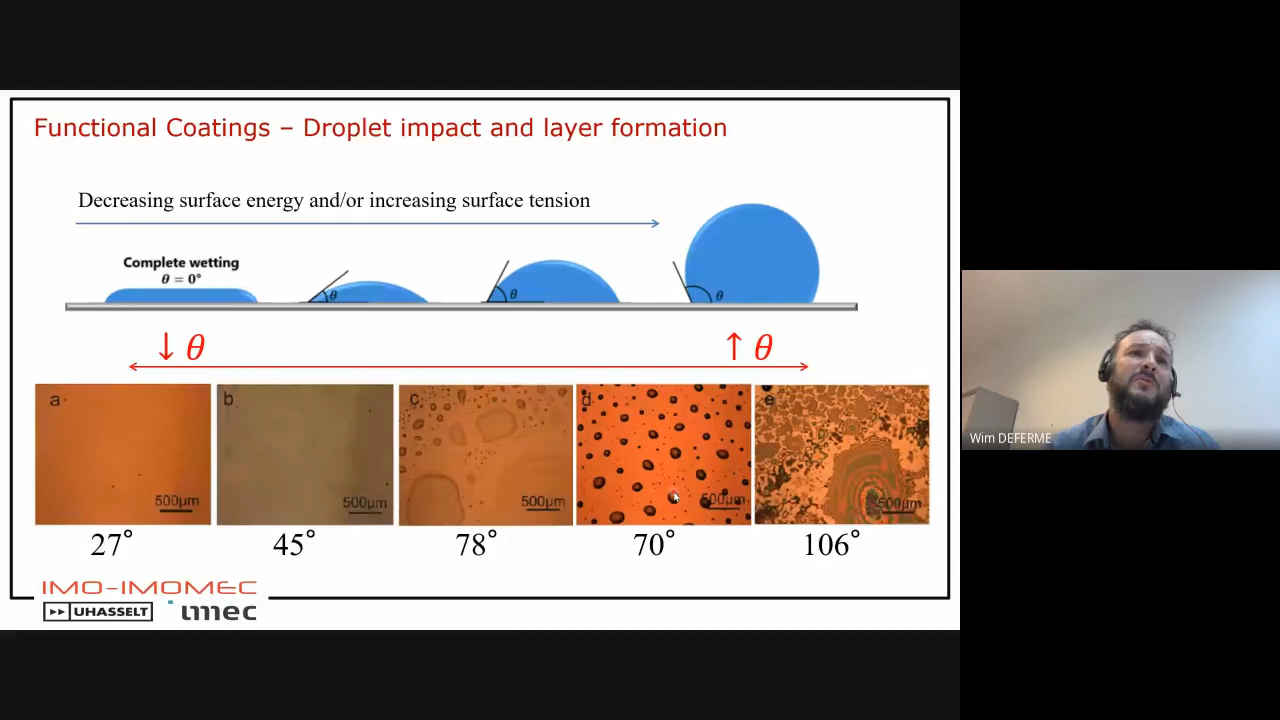 Functional Coatings – Droplet impact and layer formation
Decreasing surface energy and/or increasing surface tension
Complete wetting
θ = 0°
θ
θ
θ
↓ θ
↑ θ
a
b
c
d
e
500μm
500μm
500μm
500μm
500μm
27°
45°
78°
70°
106°
IMO-IMOMEC
UHASSELT
imec
Wim DEFERME